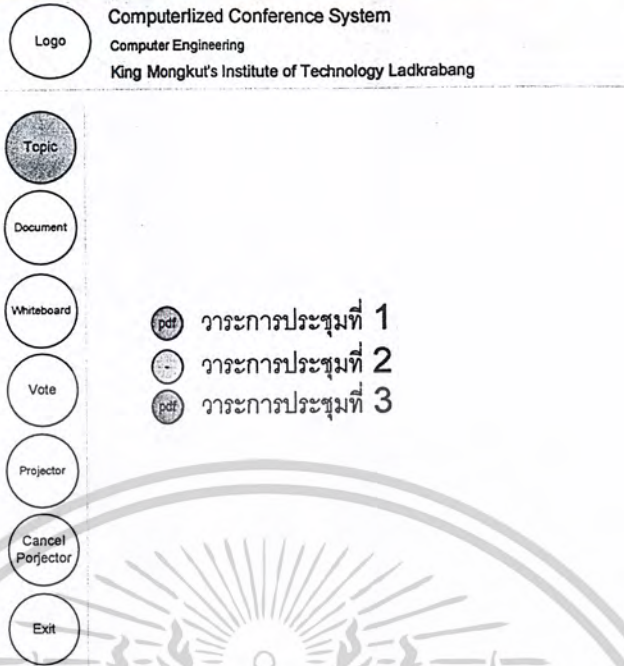 Logo
Computerlized Conference System
Computer Engineering
King Mongkut's Institute of Technology Ladkrabang
Topic
Document
Whiteboard
Vote
Projector
Cancel
Porjector
Exit
pdf วาระการประชุมที่ 1
- วาระการประชุมที่ 2
pdf วาระการประชุมที่ 3